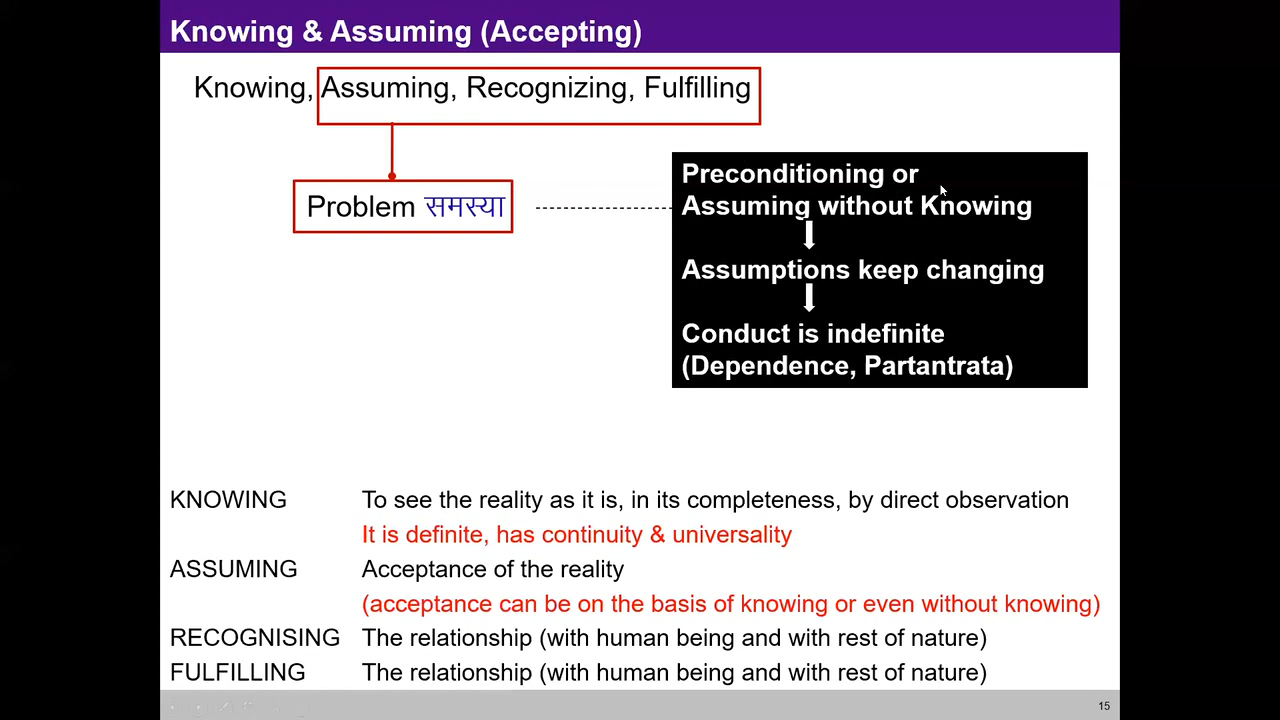 Knowing & Assuming (Accepting)
Knowing, Assuming, Recognizing, Fulfilling
Problem समस्या
Preconditioning or
Assuming without Knowing
Assumptions keep changing
Conduct is indefinite
(Dependence, Partantrata)
KNOWING To see the reality as it is, in its completeness, by direct observation
It is definite, has continuity & universality
ASSUMING Acceptance of the reality
(acceptance can be on the basis of knowing or even without knowing)
RECOGNISING The relationship (with human being and with rest of nature)
FULFILLING The relationship (with human being and with rest of nature)
15